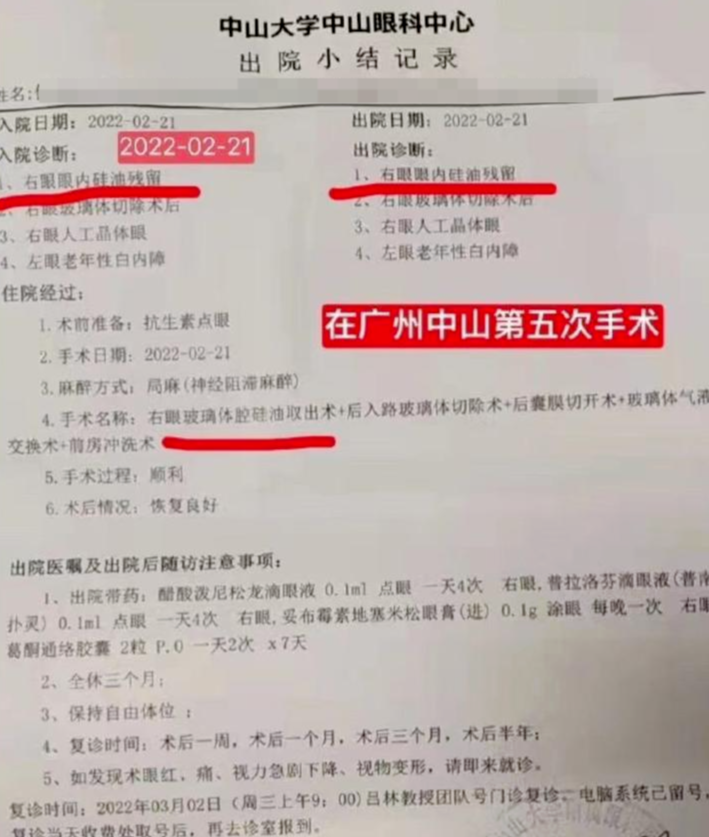 中山大学中山眼科中心
出院小结记录
姓名:
入院日期: 2022-02-21 出院日期: 2022-02-21
入院诊断: 2022-02-21 出院诊断:
1、右眼眼内硅油残留 1、右眼眼内硅油残留
2、右眼玻璃体切除术后 2、右眼玻璃体切除术后
3、右眼人工晶体眼 3、右眼人工晶体眼
4、左眼老年性白内障 4、左眼老年性白内障
住院经过:
1.术前准备: 抗生素点眼
在广州中山第五次手术
2.手术日期: 2022-02-21
3.麻醉方式: 局麻(神经阻滞麻醉)
4.手术名称: 右眼玻璃体腔硅油取出术+后入路玻璃体切除术+后囊膜切开术+玻璃体气液
交换术+前房冲洗术
5.手术过程: 顺利
6.术后情况: 恢复良好
出院医嘱及出院后随访注意事项:
1、出院带药: 醋酸泼尼松龙滴眼液 0.1ml 点眼 一天4次 右眼,普拉洛芬滴眼液(普南
扑灵) 0.1ml 点眼 一天4次 右眼,妥布霉素地塞米松眼膏(进) 0.1g 涂眼 每晚一次 右眼
葛酮通络胶囊 2粒 P.O 一天2次 x7天
2、全休三个月;
3、保持自由体位 ;
4、复诊时间: 术后一周, 术后一个月, 术后三个月, 术后半年;
5、如发现术眼红、痛、视力急剧下降、视物变形, 请即来就诊。
复诊时间: 2022年03月02日 (周三上午9: 00)吕林教授团队号门诊复诊、电脑系统已留号,
复诊当天收费处取号后, 再去诊室报到。
中山大学附属眼